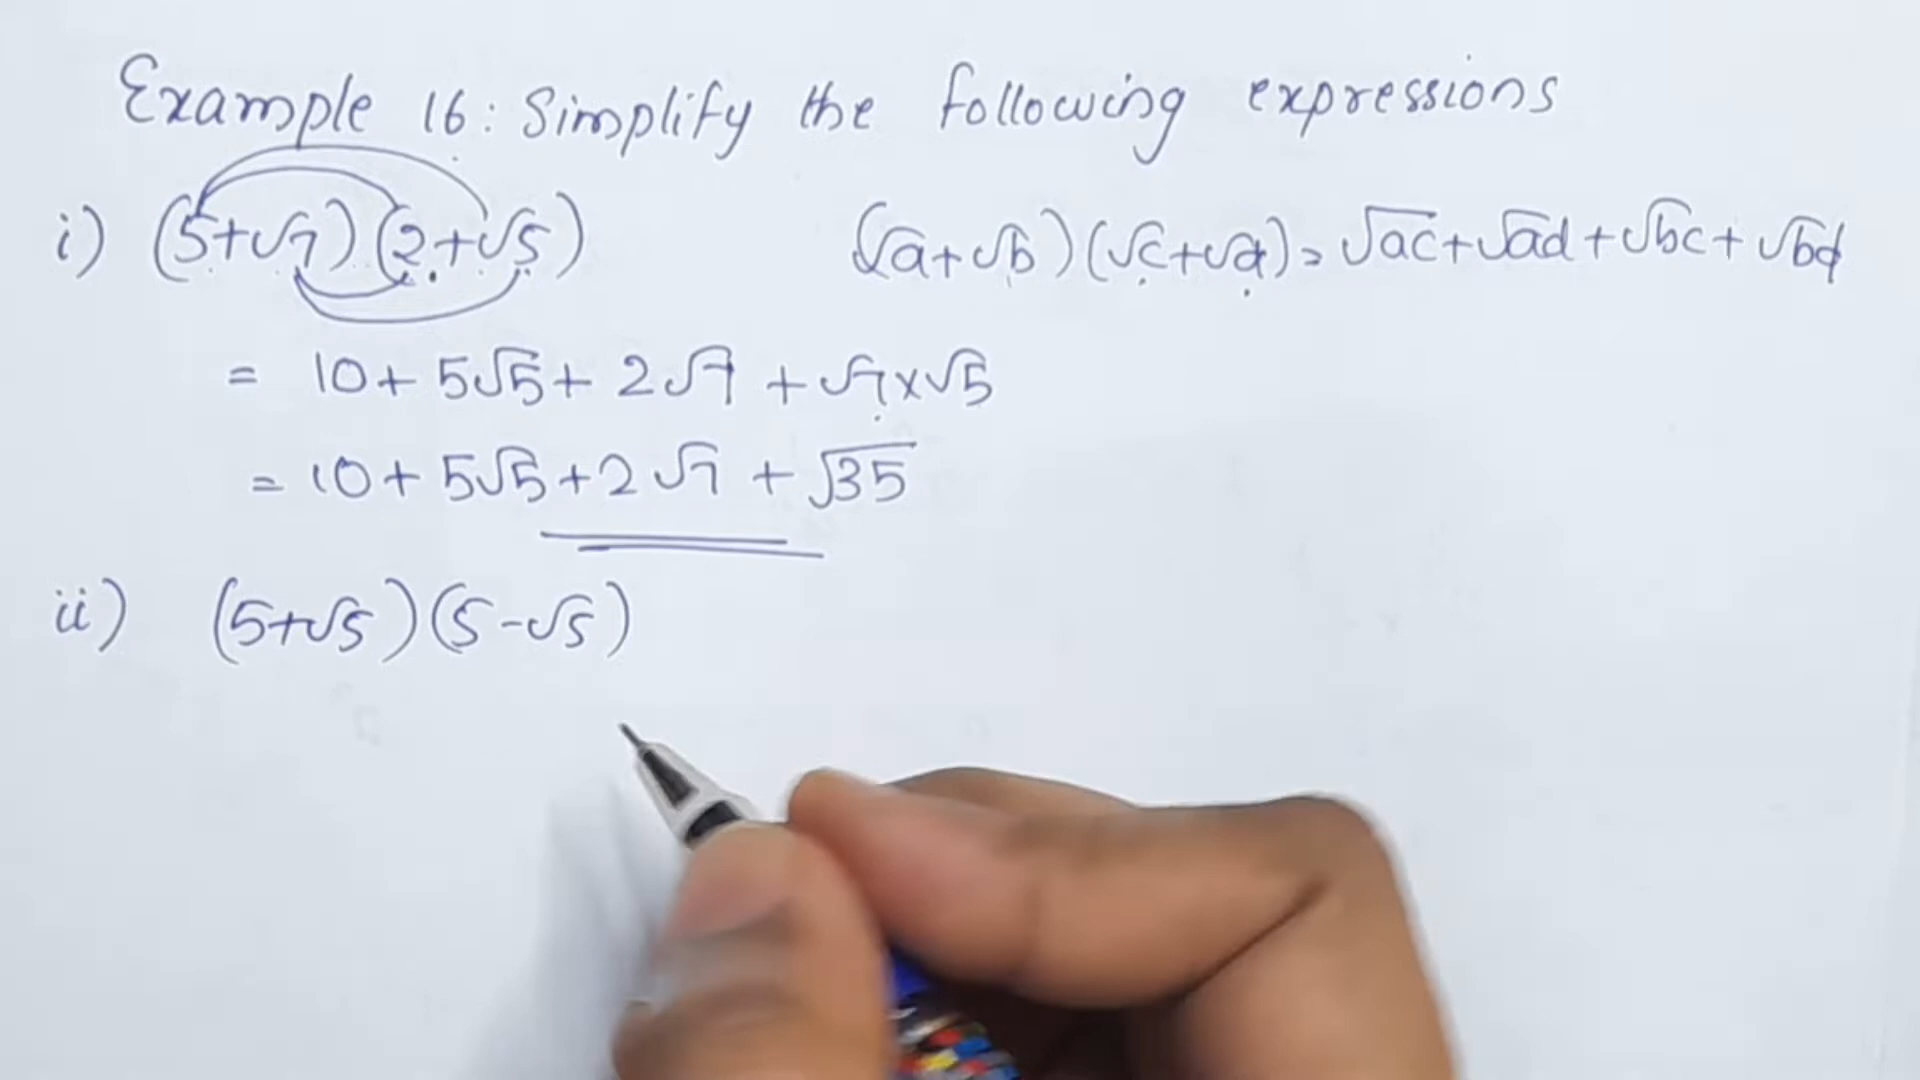 Example 16: Simplify the following expressions
i) (5+√7)(2+√5) (√a+√b)(√c+√d)=√ac+√ad+√bc+√bd
= 10+5√5+2√7+√7×√5
=10+5√5+2√7+√35
ii) (5+√5)(5-√5)